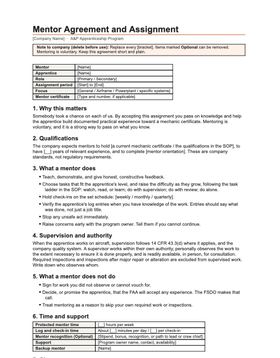 Mentor Agreement and Assignment
[Company Name] · A&P Apprenticeship Program
Note to company (delete before use): Replace every [bracket]. Items marked Optional can be removed.
Mentoring is voluntary. Keep this agreement short and plain.
Mentor [Name]
Apprentice [Name]
Role [Primary / Secondary]
Assignment period [Start] to [End]
Focus [General / Airframe / Powerplant / specific systems]
Mentor certificate [Type and number, if applicable]
1. Why this matters
Somebody took a chance on each of us. By accepting this assignment you pass on knowledge and help
the apprentice build documented practical experience toward a mechanic certificate. Mentoring is
voluntary, and it is a strong way to pass on what you know.
2. Qualifications
The company expects mentors to hold [a current mechanic certificate / the qualifications in the SOP], to
have [__] years of relevant experience, and to complete [mentor orientation]. These are company
standards, not regulatory requirements.
3. What a mentor does
• Teach, demonstrate, and give honest, constructive feedback.
• Choose tasks that fit the apprentice's level, and raise the difficulty as they grow, following the task
ladder in the SOP: watch, read, or learn; do with supervision; do with review; do alone.
• Hold check-ins on the set schedule: [weekly / monthly / quarterly].
• Verify the apprentice's log entries when you have knowledge of the work. Entries should say what
was done, not just a job title.
• Stop any unsafe act immediately.
• Raise concerns early with the program owner. Tell them if you cannot continue.
4. Supervision and authority
When the apprentice works on aircraft, supervision follows 14 CFR 43.3(d) where it applies, and the
company quality system. A supervisor works within their own authority, personally observes the work to
the extent necessary to ensure it is done properly, and is readily available, in person, for consultation.
Required inspections and inspections after major repair or alteration are excluded from supervised work.
Write down who observes whom.
5. What a mentor does not do
• Sign for work you did not observe or cannot vouch for.
• Decide, or promise the apprentice, that the FAA will accept any experience. The FSDO makes that
call.
• Treat mentoring as a reason to skip your own required work or inspections.
6. Time and support
Protected mentor time [__] hours per week
Log and check-in time About [__] minutes per day / [__] per check-in
Mentor recognition (Optional) [Stipend, bonus, recognition, or path to lead or crew chief]
Support [Program owner name, contact, availability]
Backup mentor [Name]